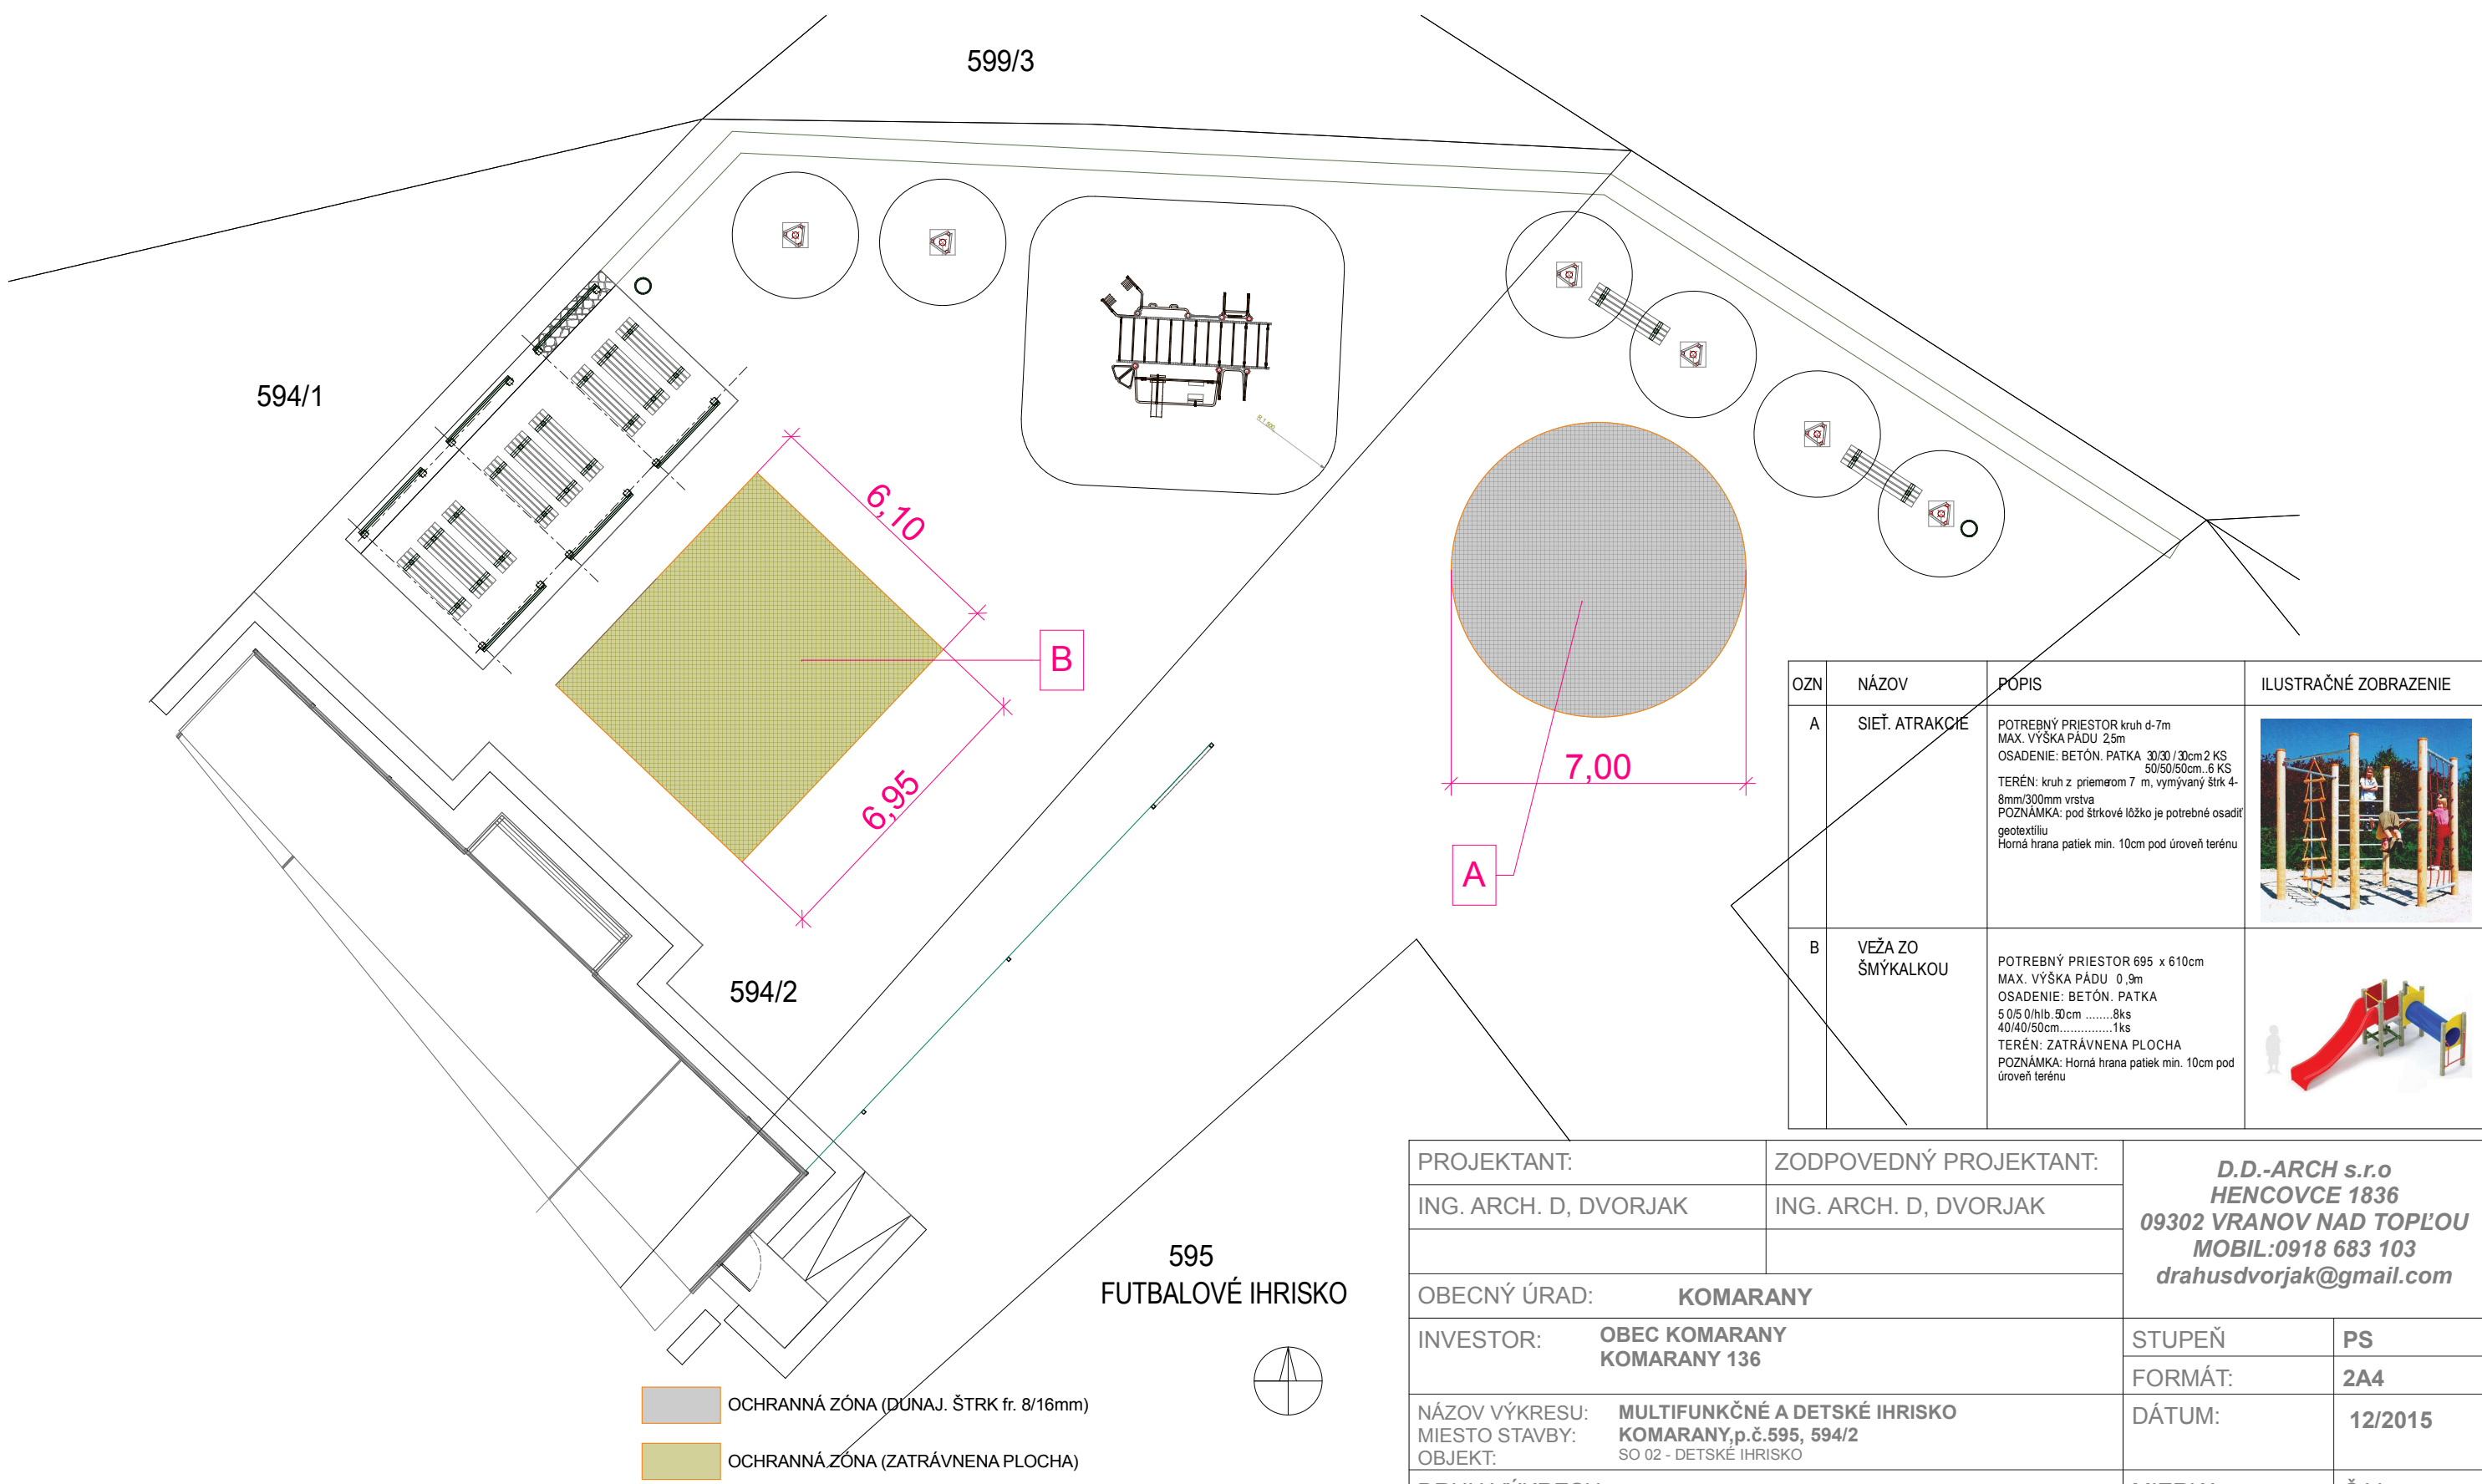 599/3
594/1
6,10
B
6,95
594/2
R 1,500
7,00
A
595
FUTBALOVÉ IHRISKO
OCHRANNÁ ZÓNA (DUNAJ. ŠTRK fr. 8/16mm)
OCHRANNÁ ZÓNA (ZATRÁVNENA PLOCHA)
OZN NÁZOV POPIS ILUSTRAČNÉ ZOBRAZENIE
A SIEŤ. ATRAKCIE
POTREBNÝ PRIESTOR kruh d-7m
MAX. VÝŠKA PÁDU 2,5m
OSADENIE: BETÓN. PATKA 30/30 / 30cm 2 KS
50/50/50cm..6 KS
TERÉN: kruh z priemerom 7 m, vymývaný štrk 4-
8mm/300mm vrstva
POZNÁMKA: pod štrkové lôžko je potrebné osadiť
geotextíliu
Horná hrana patiek min. 10cm pod úroveň terénu
B VEŽA ZO
ŠMÝKALKOU
POTREBNÝ PRIESTOR 695 x 610cm
MAX. VÝŠKA PÁDU 0,9m
OSADENIE: BETÓN. PATKA
50/50/hlb.50cm ........8ks
40/40/50cm..............1ks
TERÉN: ZATRÁVNENA PLOCHA
POZNÁMKA: Horná hrana patiek min. 10cm pod
úroveň terénu
PROJEKTANT: ZODPOVEDNÝ PROJEKTANT:
ING. ARCH. D, DVORJAK ING. ARCH. D, DVORJAK
D.D.-ARCH s.r.o
HENCOVCE 1836
09302 VRANOV NAD TOPĽOU
MOBIL:0918 683 103
drahusdvorjak@gmail.com
OBECNÝ ÚRAD: KOMARANY
INVESTOR: OBEC KOMARANY
KOMARANY 136
STUPEŇ PS
FORMÁT: 2A4
NÁZOV VÝKRESU: MULTIFUNKČNÉ A DETSKÉ IHRISKO
MIESTO STAVBY: KOMARANY,p.č.595, 594/2
OBJEKT: SO 02 - DETSKÉ IHRISKO
DÁTUM: 12/2015